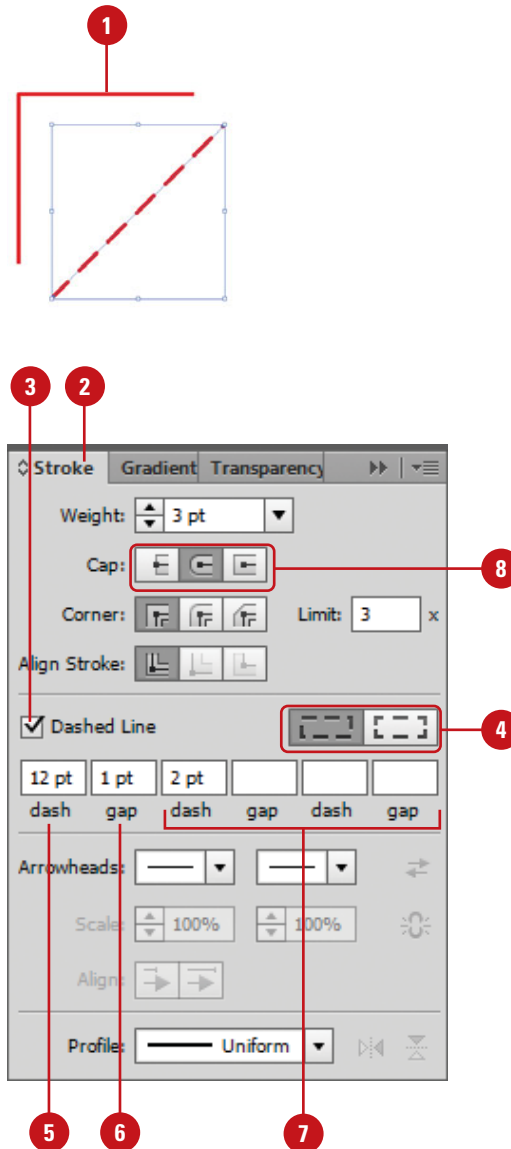 1
3 2
Stroke Gradient Transparency
Weight: 3 pt
Cap:
8
Corner: Limit: 3 x
Align Stroke:
Dashed Line
4
12 pt 1 pt 2 pt
dash gap dash gap dash gap
Arrowheads:
Scale: 100% 100%
Align:
Profile: Uniform
5 6 7